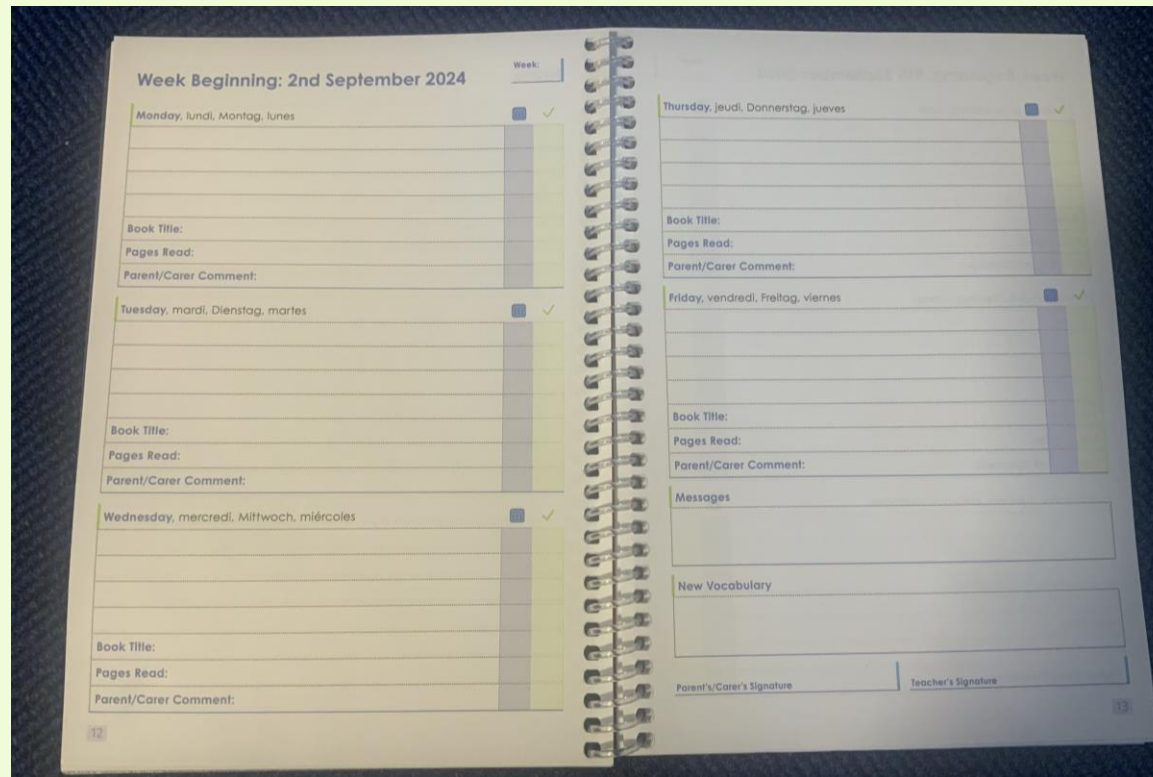 Week Beginning: 2nd September 2024
Week:
Monday, lundi, Montag, lunes
Book Title:
Pages Read:
Parent/Carer Comment:
Tuesday, mardi, Dienstag, martes
Book Title:
Pages Read:
Parent/Carer Comment:
Wednesday, mercredi, Mittwoch, miércoles
Book Title:
Pages Read:
Parent/Carer Comment:
12
Thursday, jeudi, Donnerstag, jueves
Book Title:
Pages Read:
Parent/Carer Comment:
Friday, vendredi, Freitag, viernes
Book Title:
Pages Read:
Parent/Carer Comment:
Messages
New Vocabulary
Parent's/Carer's Signature
Teacher's Signature
13